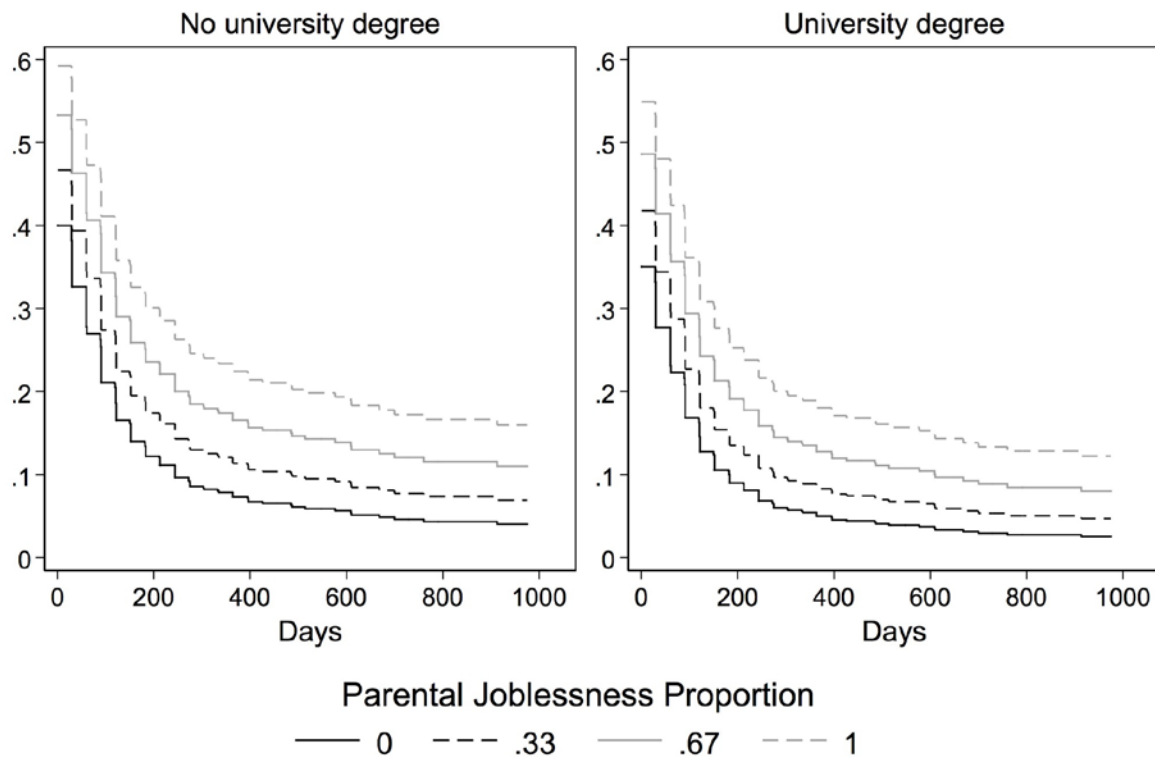 No university degree
University degree
.6
.5
.4
.3
.2
.1
0
0 200 400 600 800 1000
Days
.6
.5
.4
.3
.2
.1
0
0 200 400 600 800 1000
Days
Parental Joblessness Proportion
0 .33 .67 1